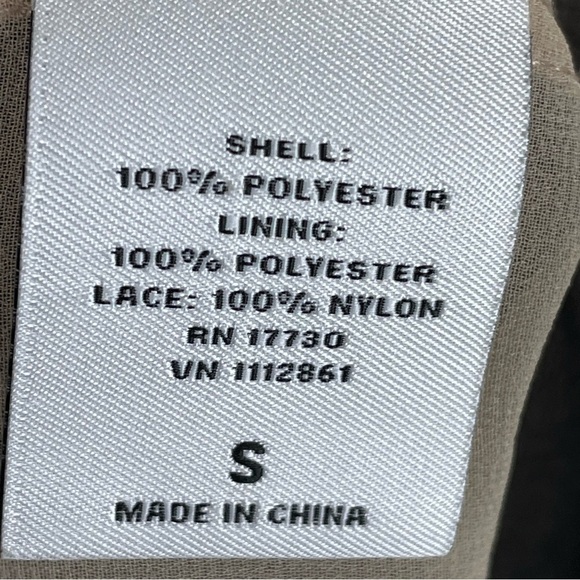 SHELL:
100% POLYESTER
LINING:
100% POLYESTER
LACE: 100% NYLON
RN 17730
VN 1112861
S
MADE IN CHINA